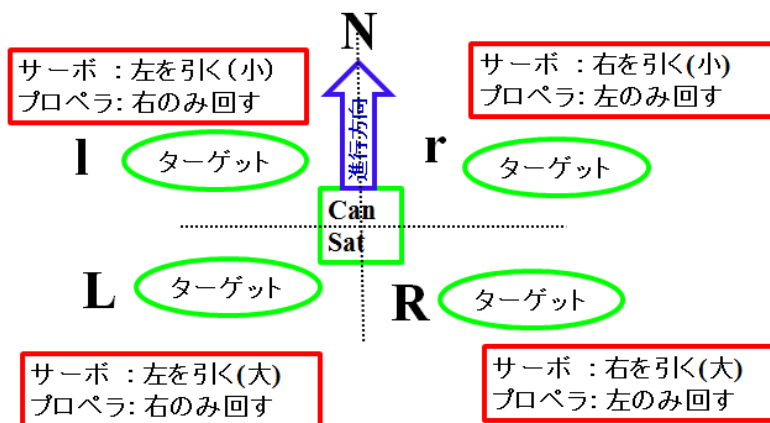 N
サーボ ：左を引く（小）
プロペラ：右のみ回す
サーボ ：右を引く(小)
プロペラ：左のみ回す
進行方向
l
ターゲット
r
ターゲット
Can
Sat
L
ターゲット
R
ターゲット
サーボ ：左を引く(大)
プロペラ：右のみ回す
サーボ ：右を引く(大)
プロペラ：左のみ回す